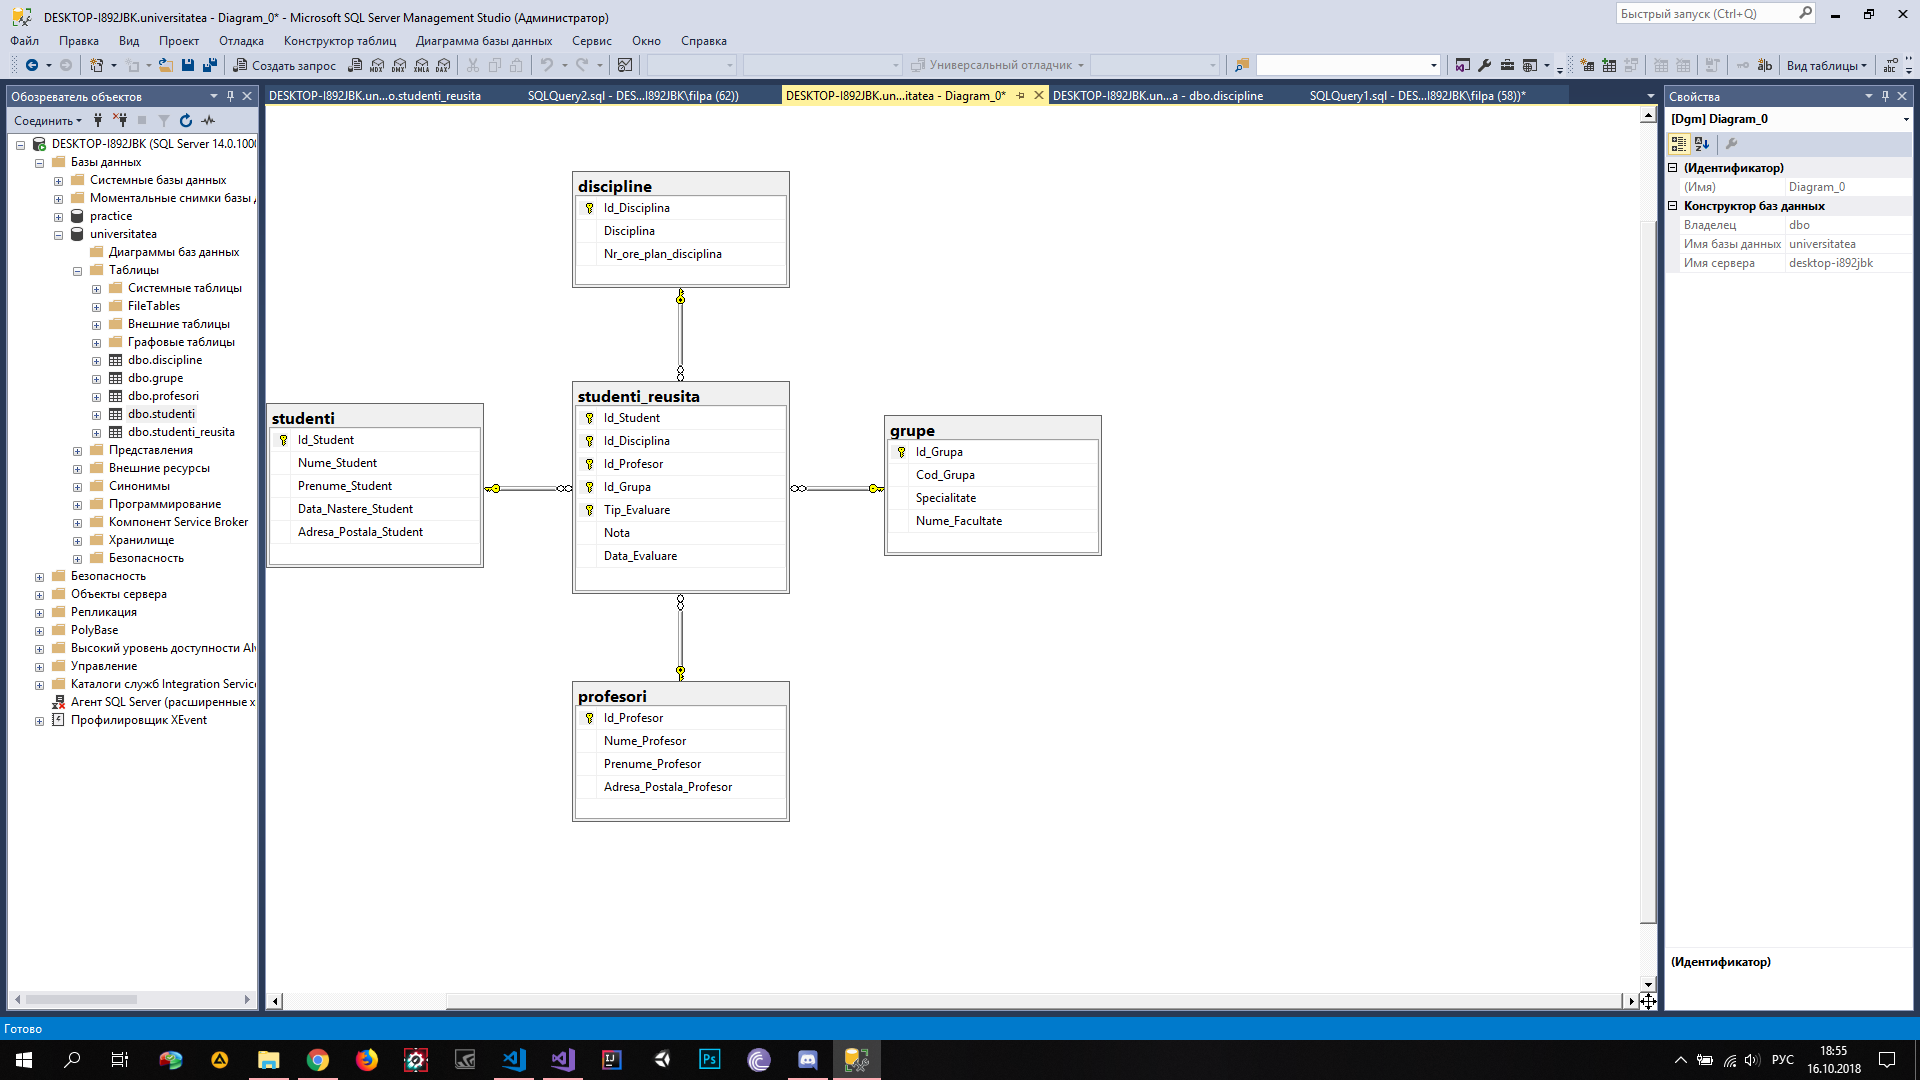 DESKTOP-I892JBK.universitatea - Diagram_0* - Microsoft SQL Server Management Studio (Администратор)
Быстрый запуск (Ctrl+Q)
Файл Правка Вид Проект Отладка Конструктор таблиц Диаграмма базы данных Сервис Окно Справка
Создать запрос MDX DMX XMLA DAX Универсальный отладчик Вид таблицы
Обозреватель объектов
DESKTOP-I892JBK.un...o.studenti_reusita SQLQuery2.sql - DES...I892JBK\filpa (62)) DESKTOP-I892JBK.un...itatea - Diagram_0* DESKTOP-I892JBK.un...a - dbo.discipline SQLQuery1.sql - DES...I892JBK\filpa (58))*
Соединить
DESKTOP-I892JBK (SQL Server 14.0.100
Базы данных
Системные базы данных
Моментальные снимки базы
practice
universitatea
Диаграммы баз данных
Таблицы
Системные таблицы
FileTables
Внешние таблицы
Графовые таблицы
dbo.discipline
dbo.grupe
dbo.profesori
dbo.studenti
dbo.studenti_reusita
Представления
Внешние ресурсы
Синонимы
Программирование
Компонент Service Broker
Хранилище
Безопасность
Безопасность
Объекты сервера
Репликация
PolyBase
Высокий уровень доступности Al
Управление
Каталоги служб Integration Servic
Агент SQL Server (расширенные х
Профилировщик XEvent
discipline
Id_Disciplina
Disciplina
Nr_ore_plan_disciplina
studenti
Id_Student
Nume_Student
Prenume_Student
Data_Nastere_Student
Adresa_Postala_Student
studenti_reusita
Id_Student
Id_Disciplina
Id_Profesor
Id_Grupa
Tip_Evaluare
Nota
Data_Evaluare
grupe
Id_Grupa
Cod_Grupa
Specialitate
Nume_Facultate
profesori
Id_Profesor
Nume_Profesor
Prenume_Profesor
Adresa_Postala_Profesor
Свойства
[Dgm] Diagram_0
(Идентификатор)
(Имя) Diagram_0
Конструктор баз данных
Владелец dbo
Имя базы данных universitatea
Имя сервера desktop-i892jbk
(Идентификатор)
Готово
РУС
18:55
16.10.2018